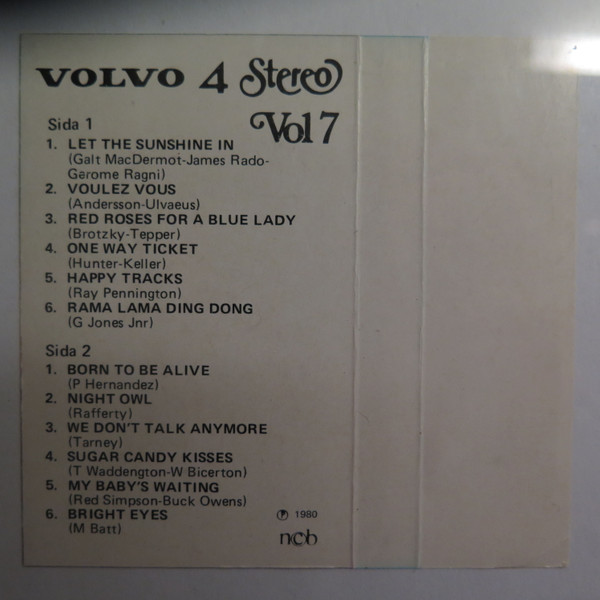 VOLVO 4 Stereo
Vol 7
Sida 1
1. LET THE SUNSHINE IN
(Galt MacDermot-James Rado-
Gerome Ragni)
2. VOULEZ VOUS
(Andersson-Ulvaeus)
3. RED ROSES FOR A BLUE LADY
(Brotzky-Tepper)
4. ONE WAY TICKET
(Hunter-Keller)
5. HAPPY TRACKS
(Ray Pennington)
6. RAMA LAMA DING DONG
(G Jones Jnr)
Sida 2
1. BORN TO BE ALIVE
(P Hernandez)
2. NIGHT OWL
(Rafferty)
3. WE DON'T TALK ANYMORE
(Tarney)
4. SUGAR CANDY KISSES
(T Waddengton-W Bicerton)
5. MY BABY'S WAITING
(Red Simpson-Buck Owens)
6. BRIGHT EYES
(M Batt)
℗ 1980
ncb